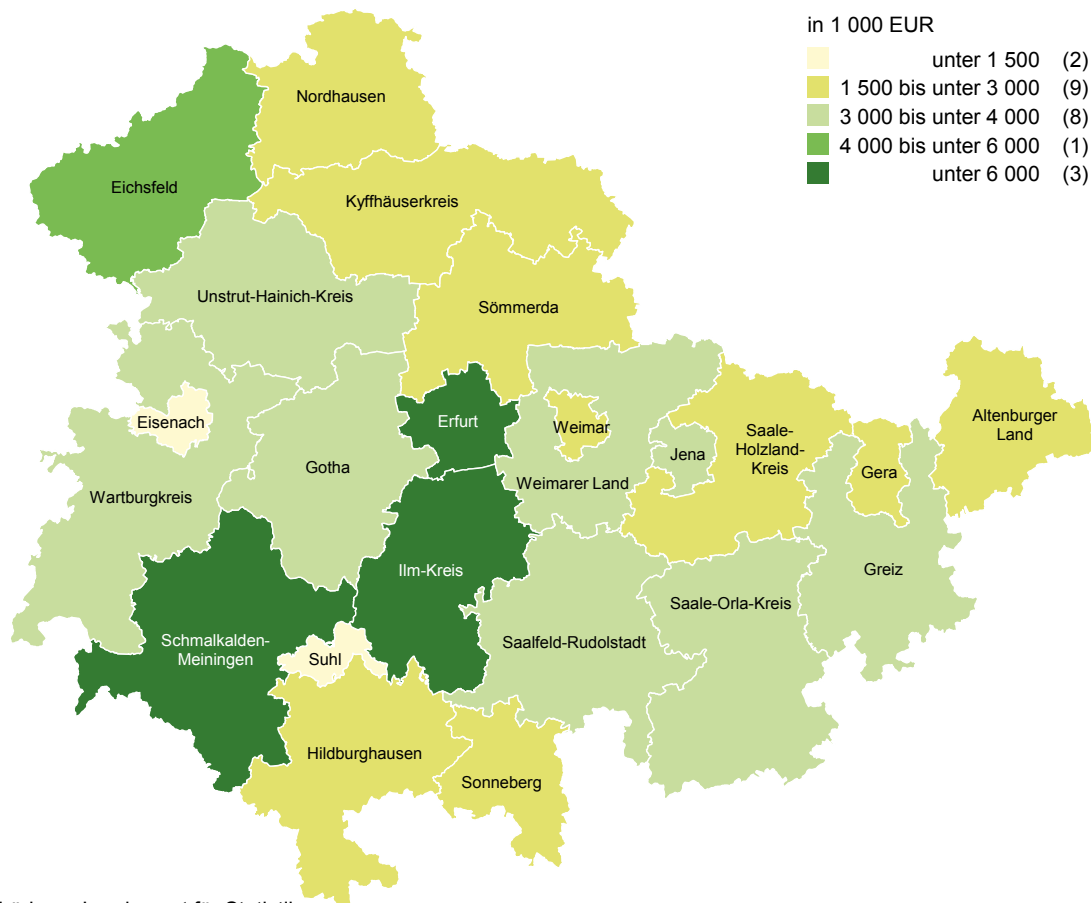 in 1 000 EUR
unter 1 500 (2)
1 500 bis unter 3 000 (9)
3 000 bis unter 4 000 (8)
4 000 bis unter 6 000 (1)
unter 6 000 (3)
Nordhausen
Eichsfeld
Kyffhäuserkreis
Unstrut-Hainich-Kreis
Sömmerda
Eisenach
Erfurt
Weimar
Altenburger
Land
Saale-
Holzland-
Kreis
Jena
Gera
Gotha
Wartburgkreis
Weimarer Land
Ilm-Kreis
Greiz
Saale-Orla-Kreis
Schmalkalden-
Meiningen
Suhl
Saalfeld-Rudolstadt
Hildburghausen
Sonneberg